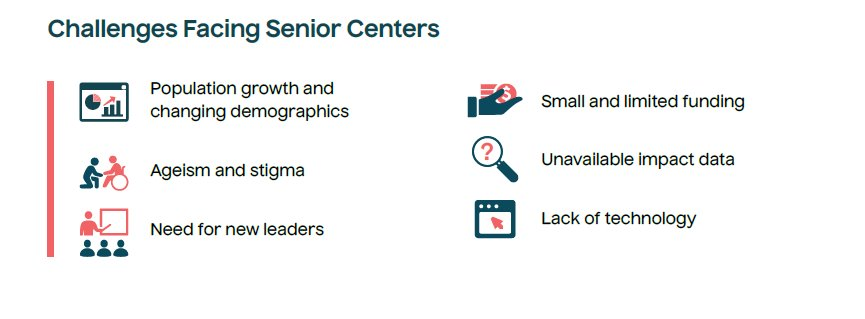 Challenges Facing Senior Centers
Population growth and
changing demographics
Ageism and stigma
Need for new leaders
$
Small and limited funding
?
Unavailable impact data
Lack of technology